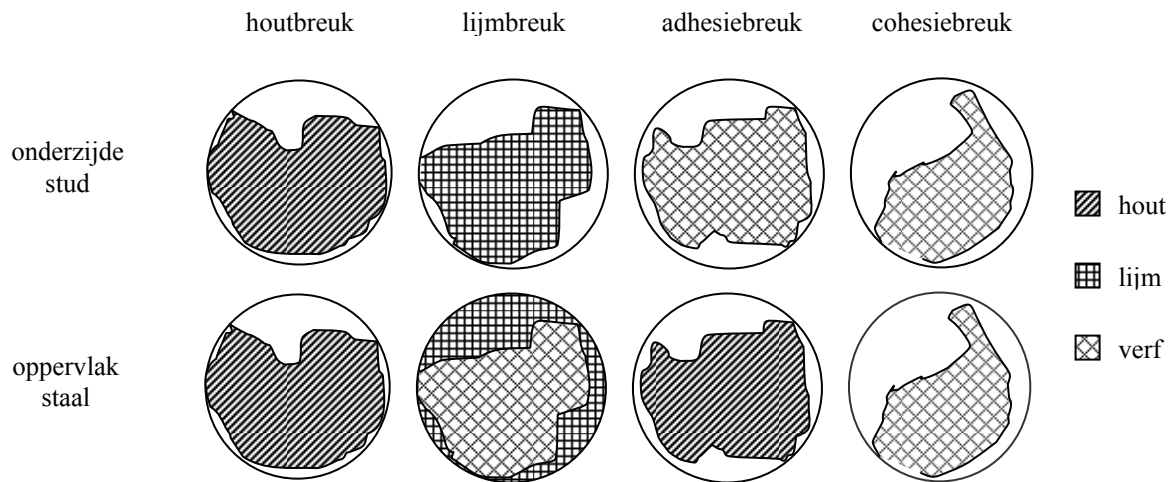 houtbreuk lijmbreuk adhesiebreuk cohesiebreuk
onderzijde
stud
hout
lijm
verf
oppervlak
staal